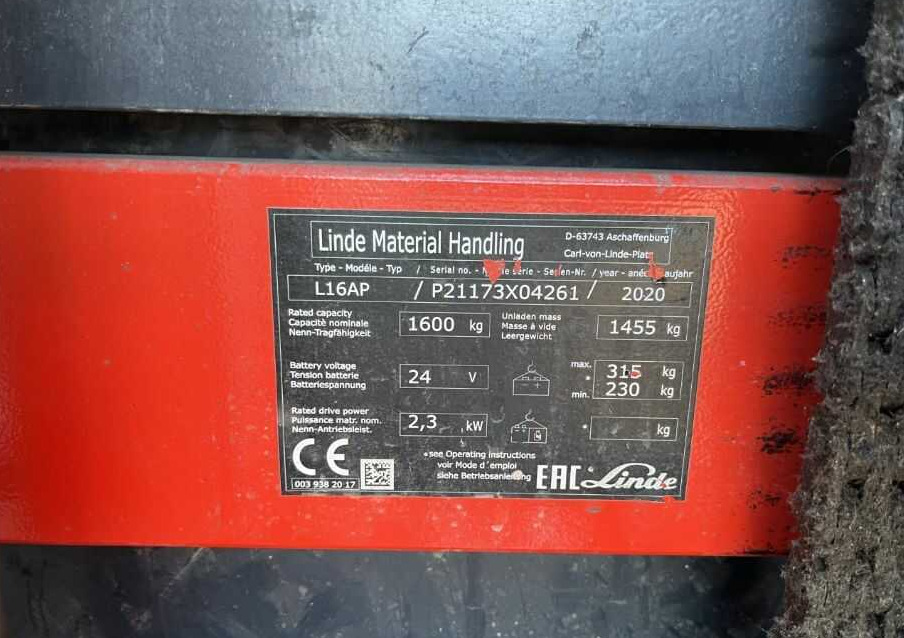 Linde Material Handling
D-63743 Aschaffenburg
Carl-von-Linde-Platz
Type - Modèle - Typ / Serial no. - série - Serien-Nr. / year - année Baujahr
L16AP / P21173X04261 / 2020
Rated capacity
Capacité nominale
Nenn-Tragfähigkeit
1600 kg
Unladen mass
Masse à vide
Leergewicht
1455 kg
Battery voltage
Tension batterie
Batteriespannung
24 V
max. 315 kg
*
min. 230 kg
Rated drive power
Puissance matr. nom.
Nenn-Antriebsleist.
2,3 kW
* kg
*see Operating instructions
voir Mode d'emploi
siehe Betriebsanleitung
CE
003 938 20 17
EAC Linde